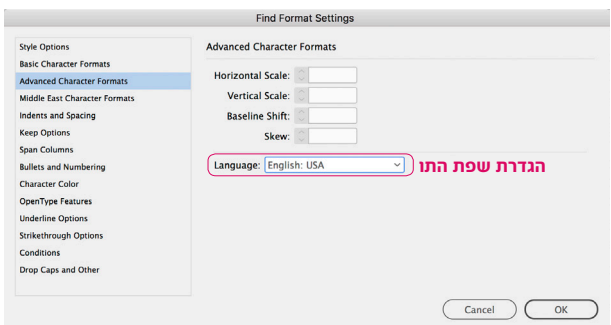 Find Format Settings
Style Options
Basic Character Formats
Advanced Character Formats
Middle East Character Formats
Indents and Spacing
Keep Options
Span Columns
Bullets and Numbering
Character Color
OpenType Features
Underline Options
Strikethrough Options
Conditions
Drop Caps and Other
Advanced Character Formats
Horizontal Scale:
Vertical Scale:
Baseline Shift:
Skew:
Language: English: USA הגדרת שפת התו
Cancel OK